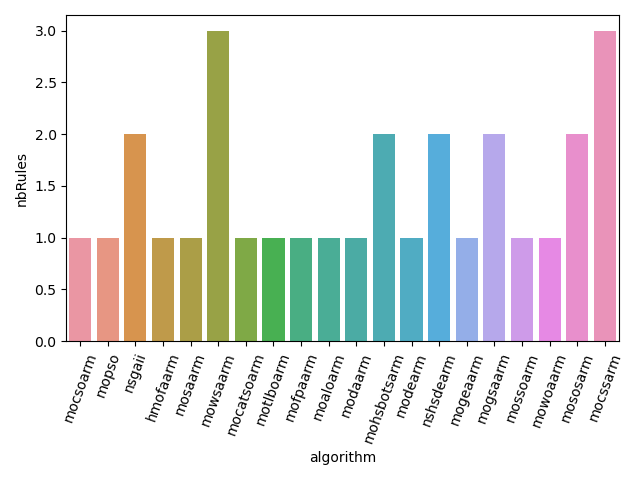 3.0
2.5
2.0
1.5
1.0
0.5
0.0
nbRules
mocsoarm
mopso
nsgaii
hmofaarm
mosaarm
mowsaarm
mocatsoarm
motlboarm
mofpaarm
moaloarm
modaarm
mohsbotsarm
modearm
nshsdearm
mogeaarm
mogsaarm
mossoarm
mowoaarm
mososarm
mocssarm
algorithm